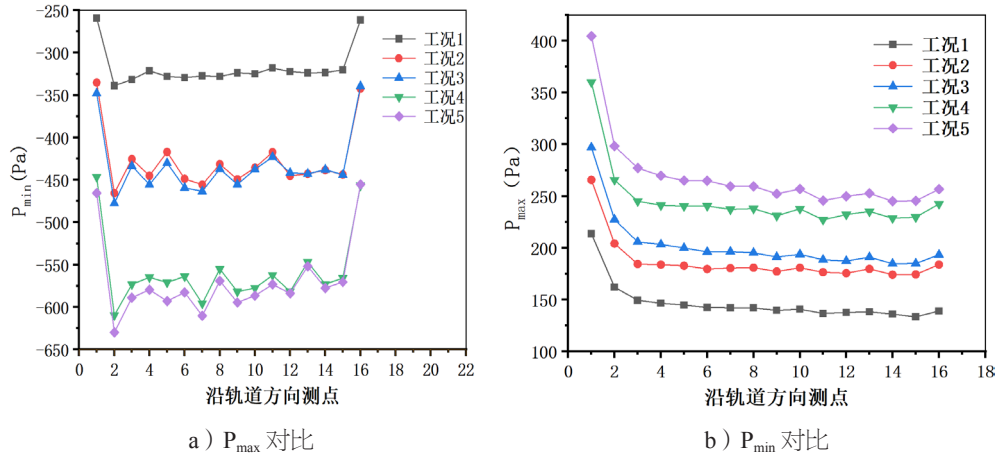 -250
-300
-350
-400
-450
-500
-550
-600
-650
0 2 4 6 8 10 12 14 16 18 20 22
P_min (Pa)
沿轨道方向测点
工况1
工况2
工况3
工况4
工况5
a）P_max 对比
400
350
300
250
200
150
100
0 2 4 6 8 10 12 14 16 18
P_max（Pa）
沿轨道方向测点
工况1
工况2
工况3
工况4
工况5
b）P_min 对比